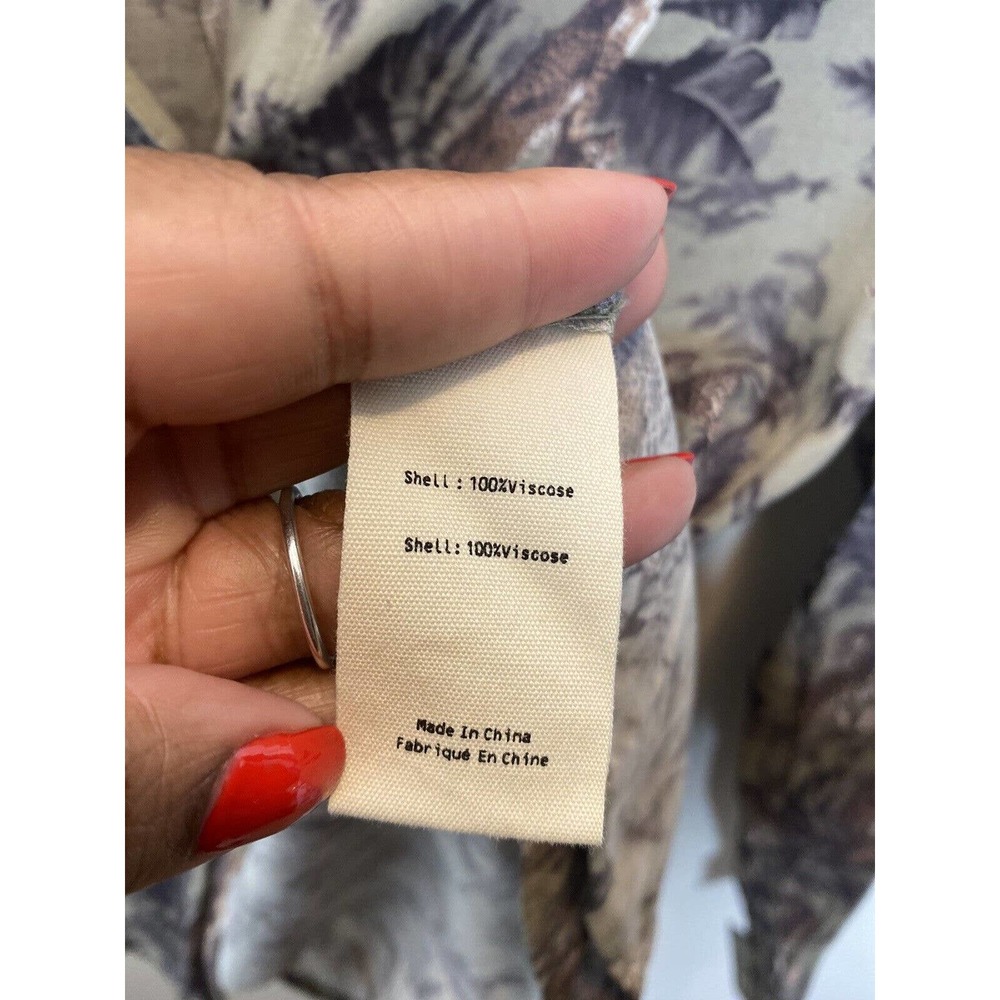 Shell : 100%Viscose
Shell: 100%Viscose
Made In China
Fabriqué En Chine